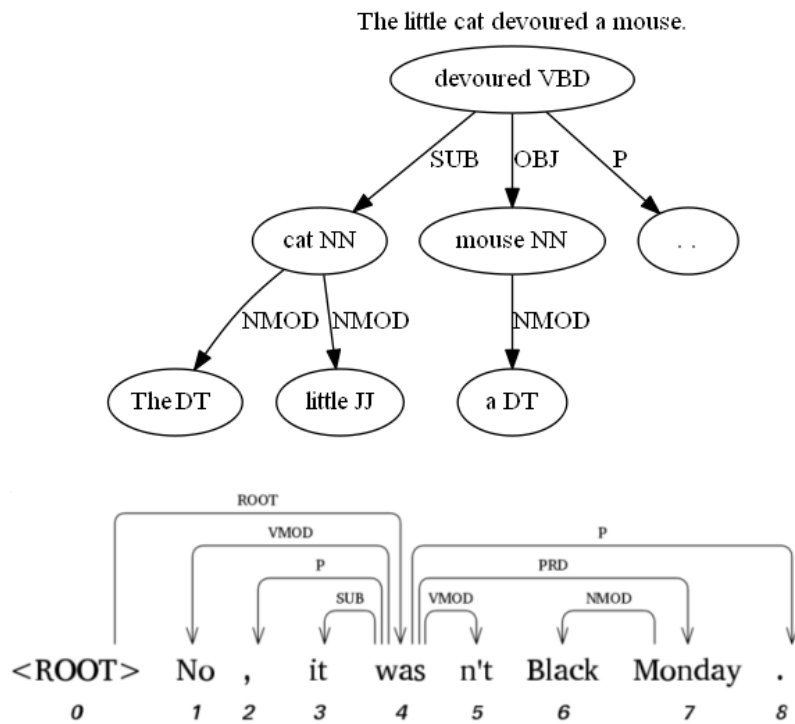 The little cat devoured a mouse.
devoured VBD
SUB OBJ P
cat NN mouse NN . .
NMOD NMOD NMOD
The DT little JJ a DT
ROOT
VMOD P
P PRD
SUB VMOD NMOD
<ROOT> No , it was n't Black Monday .
0 1 2 3 4 5 6 7 8